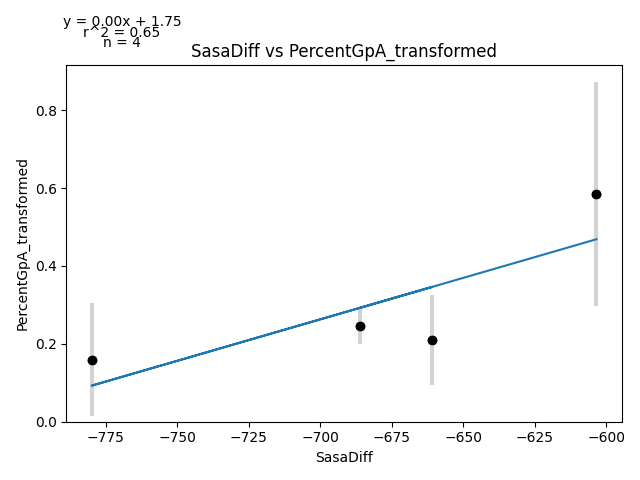 y = 0.00x + 1.75
r^2 = 0.65
n = 4
SasaDiff vs PercentGpA_transformed
PercentGpA_transformed
0.8
0.6
0.4
0.2
0.0
−775
−750
−725
−700
−675
−650
−625
−600
SasaDiff